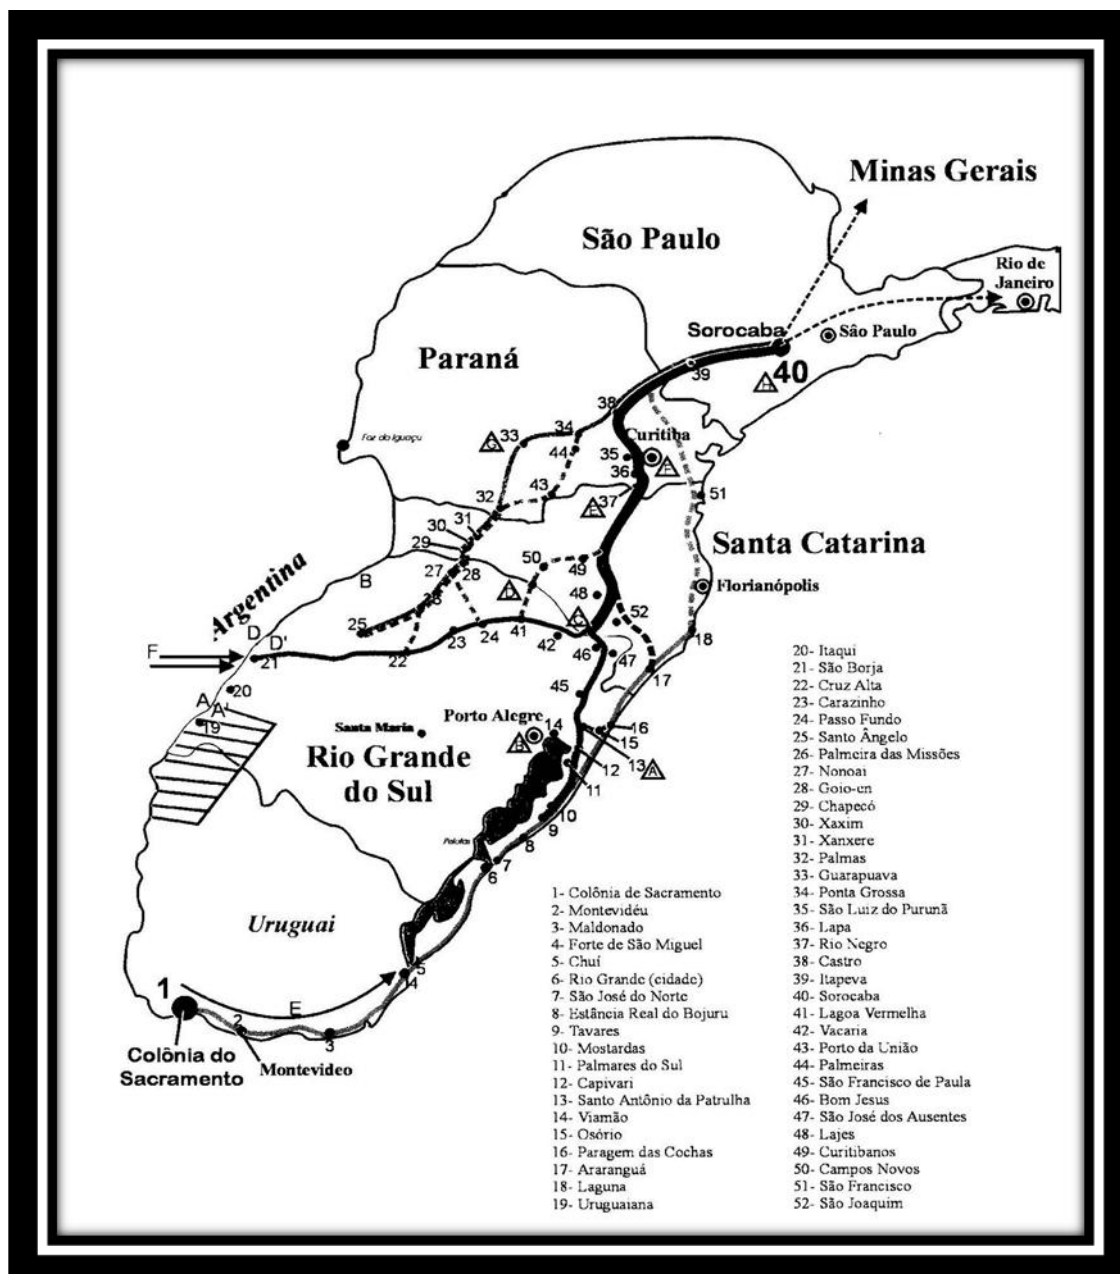 Minas Gerais
São Paulo
Rio de
Janeiro
Sorocaba
São Paulo
Paraná
39
40
H
38
Foz do Iguaçu
G
33
34
Curitiba
44
35
F
36
32
43
51
37
E
31
30
Santa Catarina
29
50
49
B
27
28
Florianópolis
Argentina
D
48
26
52
C
25
41
18
D
D'
F
23
24
42
21
22
46
47
17
20- Itaqui
21- São Borja
22- Cruz Alta
23- Carazinho
24- Passo Fundo
25- Santo Ângelo
26- Palmeira das Missões
27- Nonoai
28- Goio-en
29- Chapecó
30- Xaxim
31- Xanxere
32- Palmas
33- Guarapuava
34- Ponta Grossa
35- São Luiz do Purunã
36- Lapa
37- Rio Negro
38- Castro
39- Itapeva
40- Sorocaba
41- Lagoa Vermelha
42- Vacaria
43- Porto da União
44- Palmeiras
45- São Francisco de Paula
46- Bom Jesus
47- São José dos Ausentes
48- Lajes
49- Curitibanos
50- Campos Novos
51- São Francisco
52- São Joaquim
20
45
A
A'
19
Santa Maria
Porto Alegre
14
16
B
15
Rio Grande
do Sul
13
A
12
11
10
9
Pelotas
8
7
6
Uruguai
5
4
1
E
2
3
Colônia do
Sacramento
Montevideo
1- Colônia de Sacramento
2- Montevidéu
3- Maldonado
4- Forte de São Miguel
5- Chuí
6- Rio Grande (cidade)
7- São José do Norte
8- Estância Real do Bojuru
9- Tavares
10- Mostardas
11- Palmares do Sul
12- Capivari
13- Santo Antônio da Patrulha
14- Viamão
15- Osório
16- Paragem das Cochas
17- Araranguá
18- Laguna
19- Uruguaiana